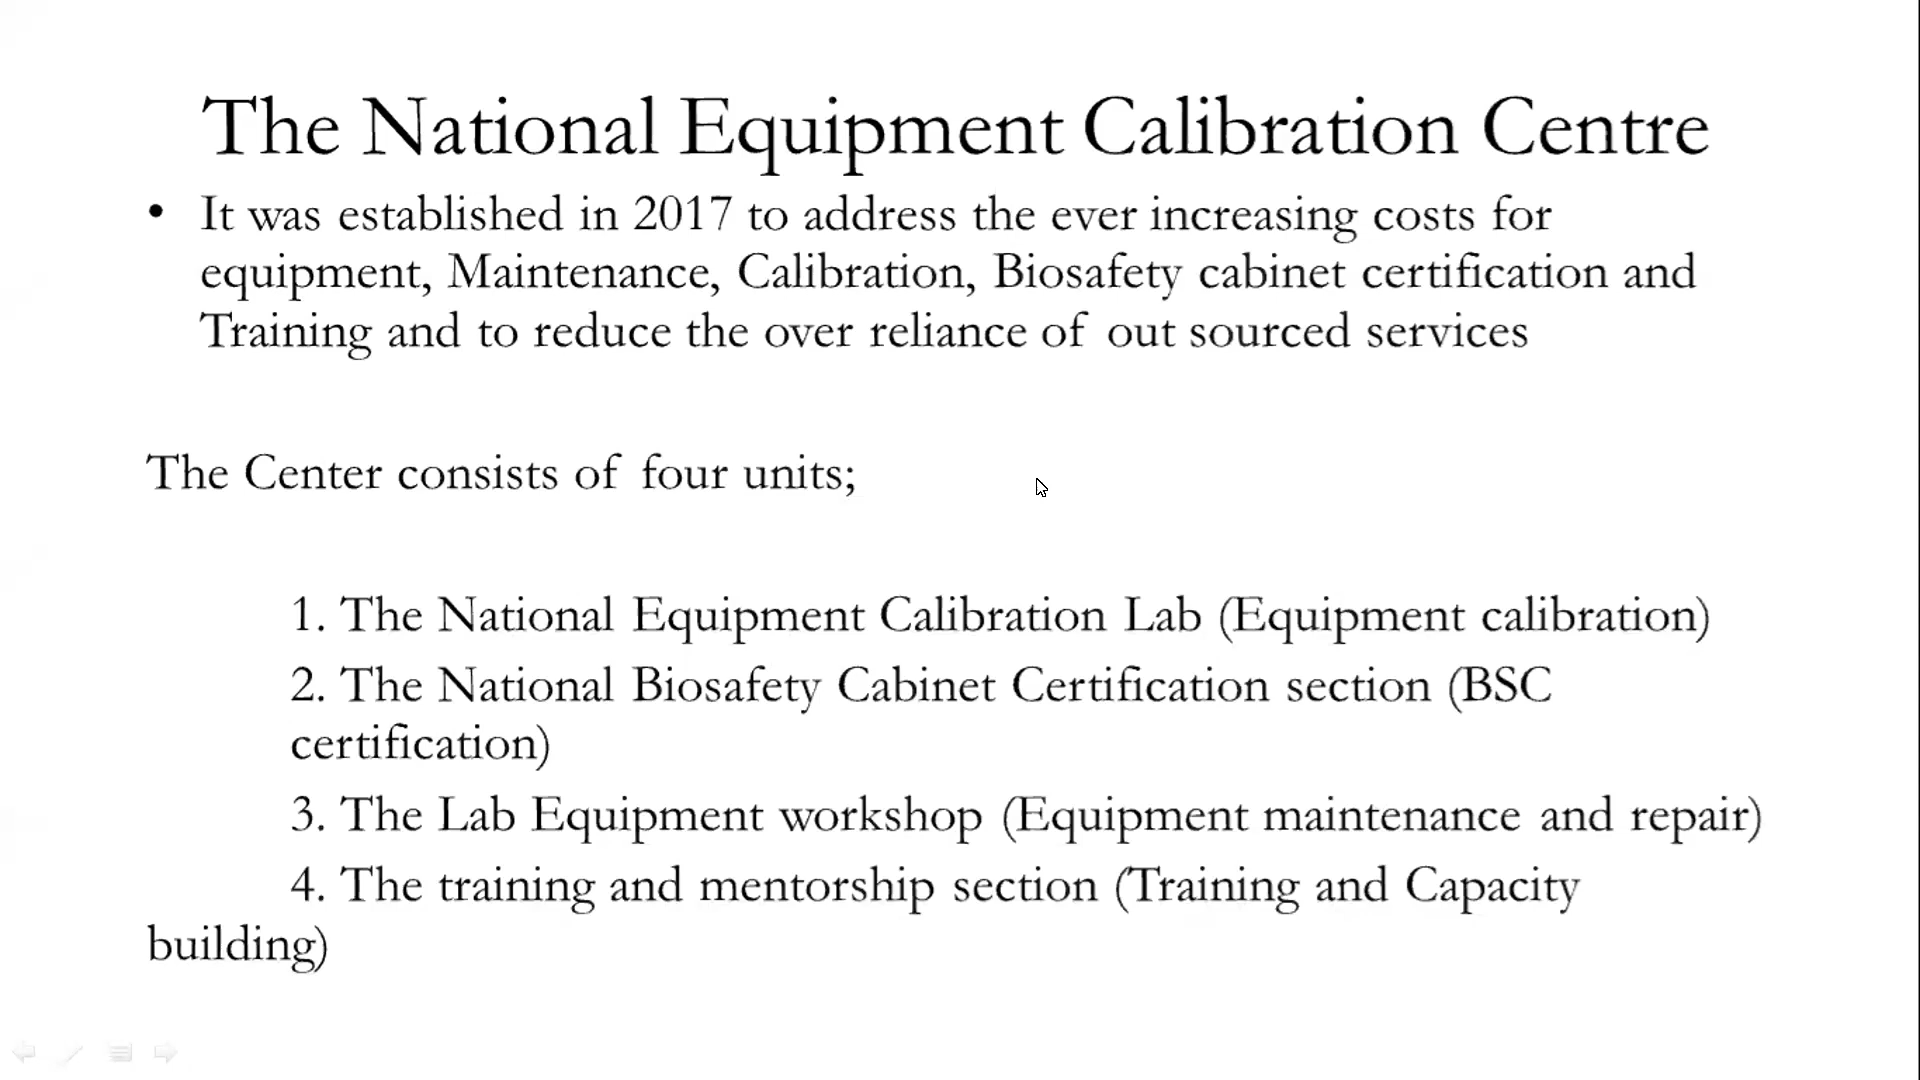 The National Equipment Calibration Centre
• It was established in 2017 to address the ever increasing costs for
equipment, Maintenance, Calibration, Biosafety cabinet certification and
Training and to reduce the over reliance of out sourced services
The Center consists of four units;
1. The National Equipment Calibration Lab (Equipment calibration)
2. The National Biosafety Cabinet Certification section (BSC
certification)
3. The Lab Equipment workshop (Equipment maintenance and repair)
4. The training and mentorship section (Training and Capacity
building)